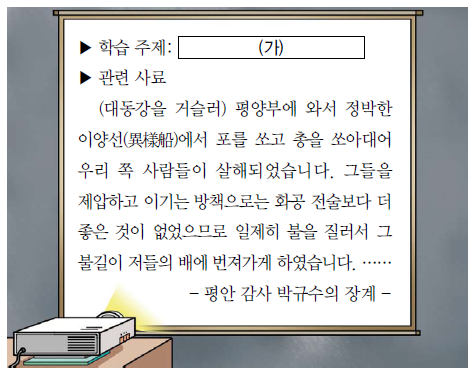 ▶ 학습 주제: (가)
▶ 관련 사료
(대동강을 거슬러) 평양부에 와서 정박한
이양선(異樣船)에서 포를 쏘고 총을 쏘아대어
우리 쪽 사람들이 살해되었습니다. 그들을
제압하고 이기는 방책으로는 화공 전술보다 더
좋은 것이 없었으므로 일제히 불을 질러서 그
불길이 저들의 배에 번져가게 하였습니다. ……
- 평안 감사 박규수의 장계 -